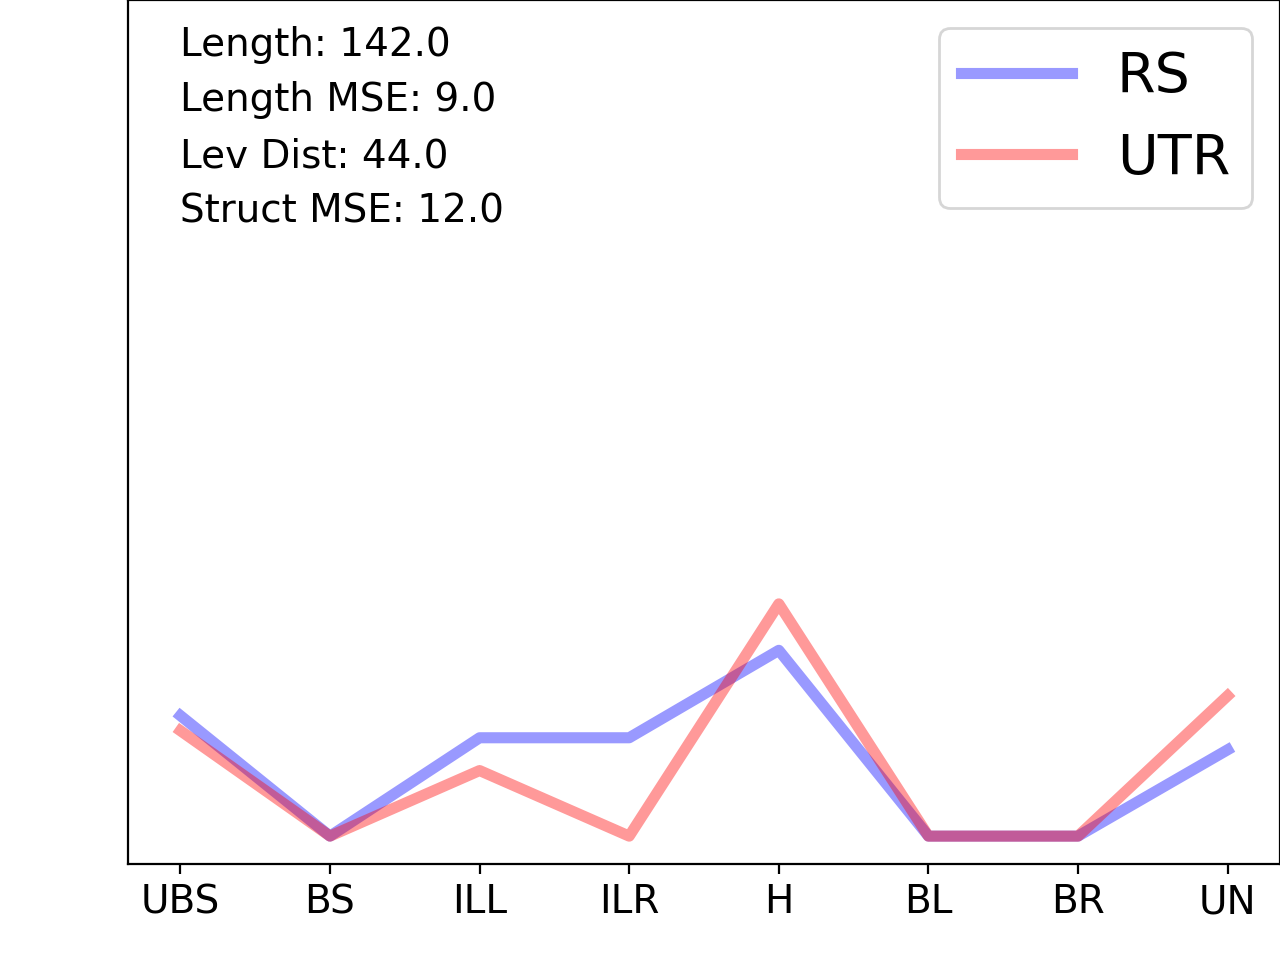 Length: 142.0
Length MSE: 9.0
Lev Dist: 44.0
Struct MSE: 12.0
RS
UTR
UBS BS ILL ILR H BL BR UN